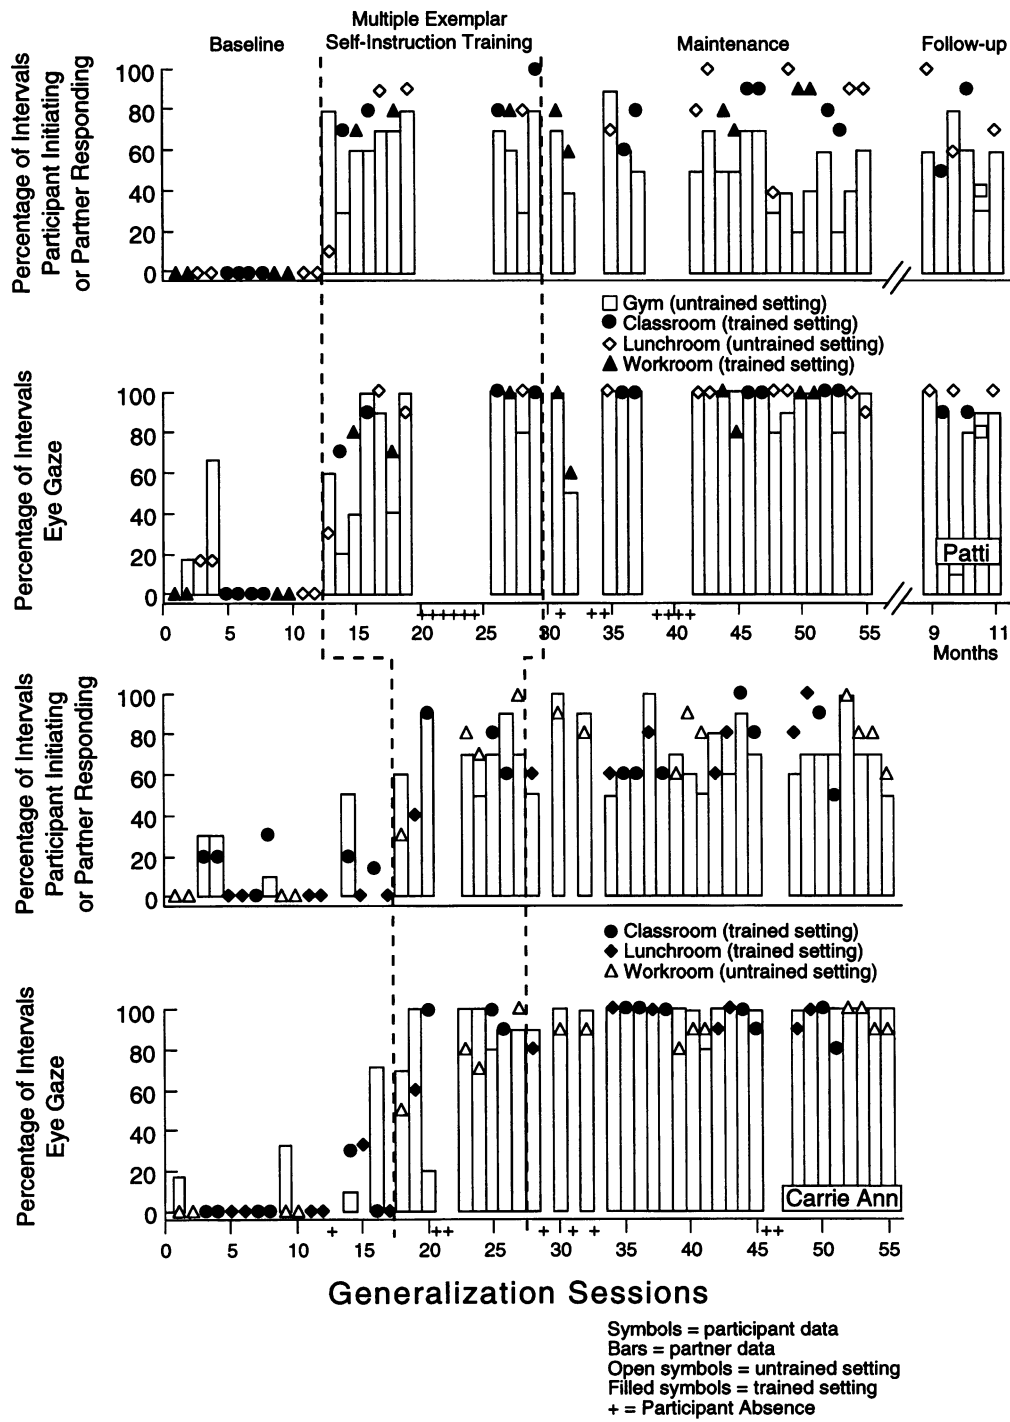 Multiple Exemplar
Baseline Self-Instruction Training Maintenance Follow-up
Percentage of Intervals
Participant Initiating
or Partner Responding
100
80
60
40
20
0
□ Gym (untrained setting)
● Classroom (trained setting)
◇ Lunchroom (untrained setting)
▲ Workroom (trained setting)
Percentage of Intervals
Eye Gaze
100
80
60
40
20
0
Patti
0 5 10 15 20 25 30 35 40 45 50 55 9 11
Months
Percentage of Intervals
Participant Initiating
or Partner Responding
100
80
60
40
20
0
● Classroom (trained setting)
◆ Lunchroom (trained setting)
△ Workroom (untrained setting)
Percentage of Intervals
Eye Gaze
100
80
60
40
20
0
Carrie Ann
0 5 10 15 20 25 30 35 40 45 50 55
Generalization Sessions
Symbols = participant data
Bars = partner data
Open symbols = untrained setting
Filled symbols = trained setting
+ = Participant Absence